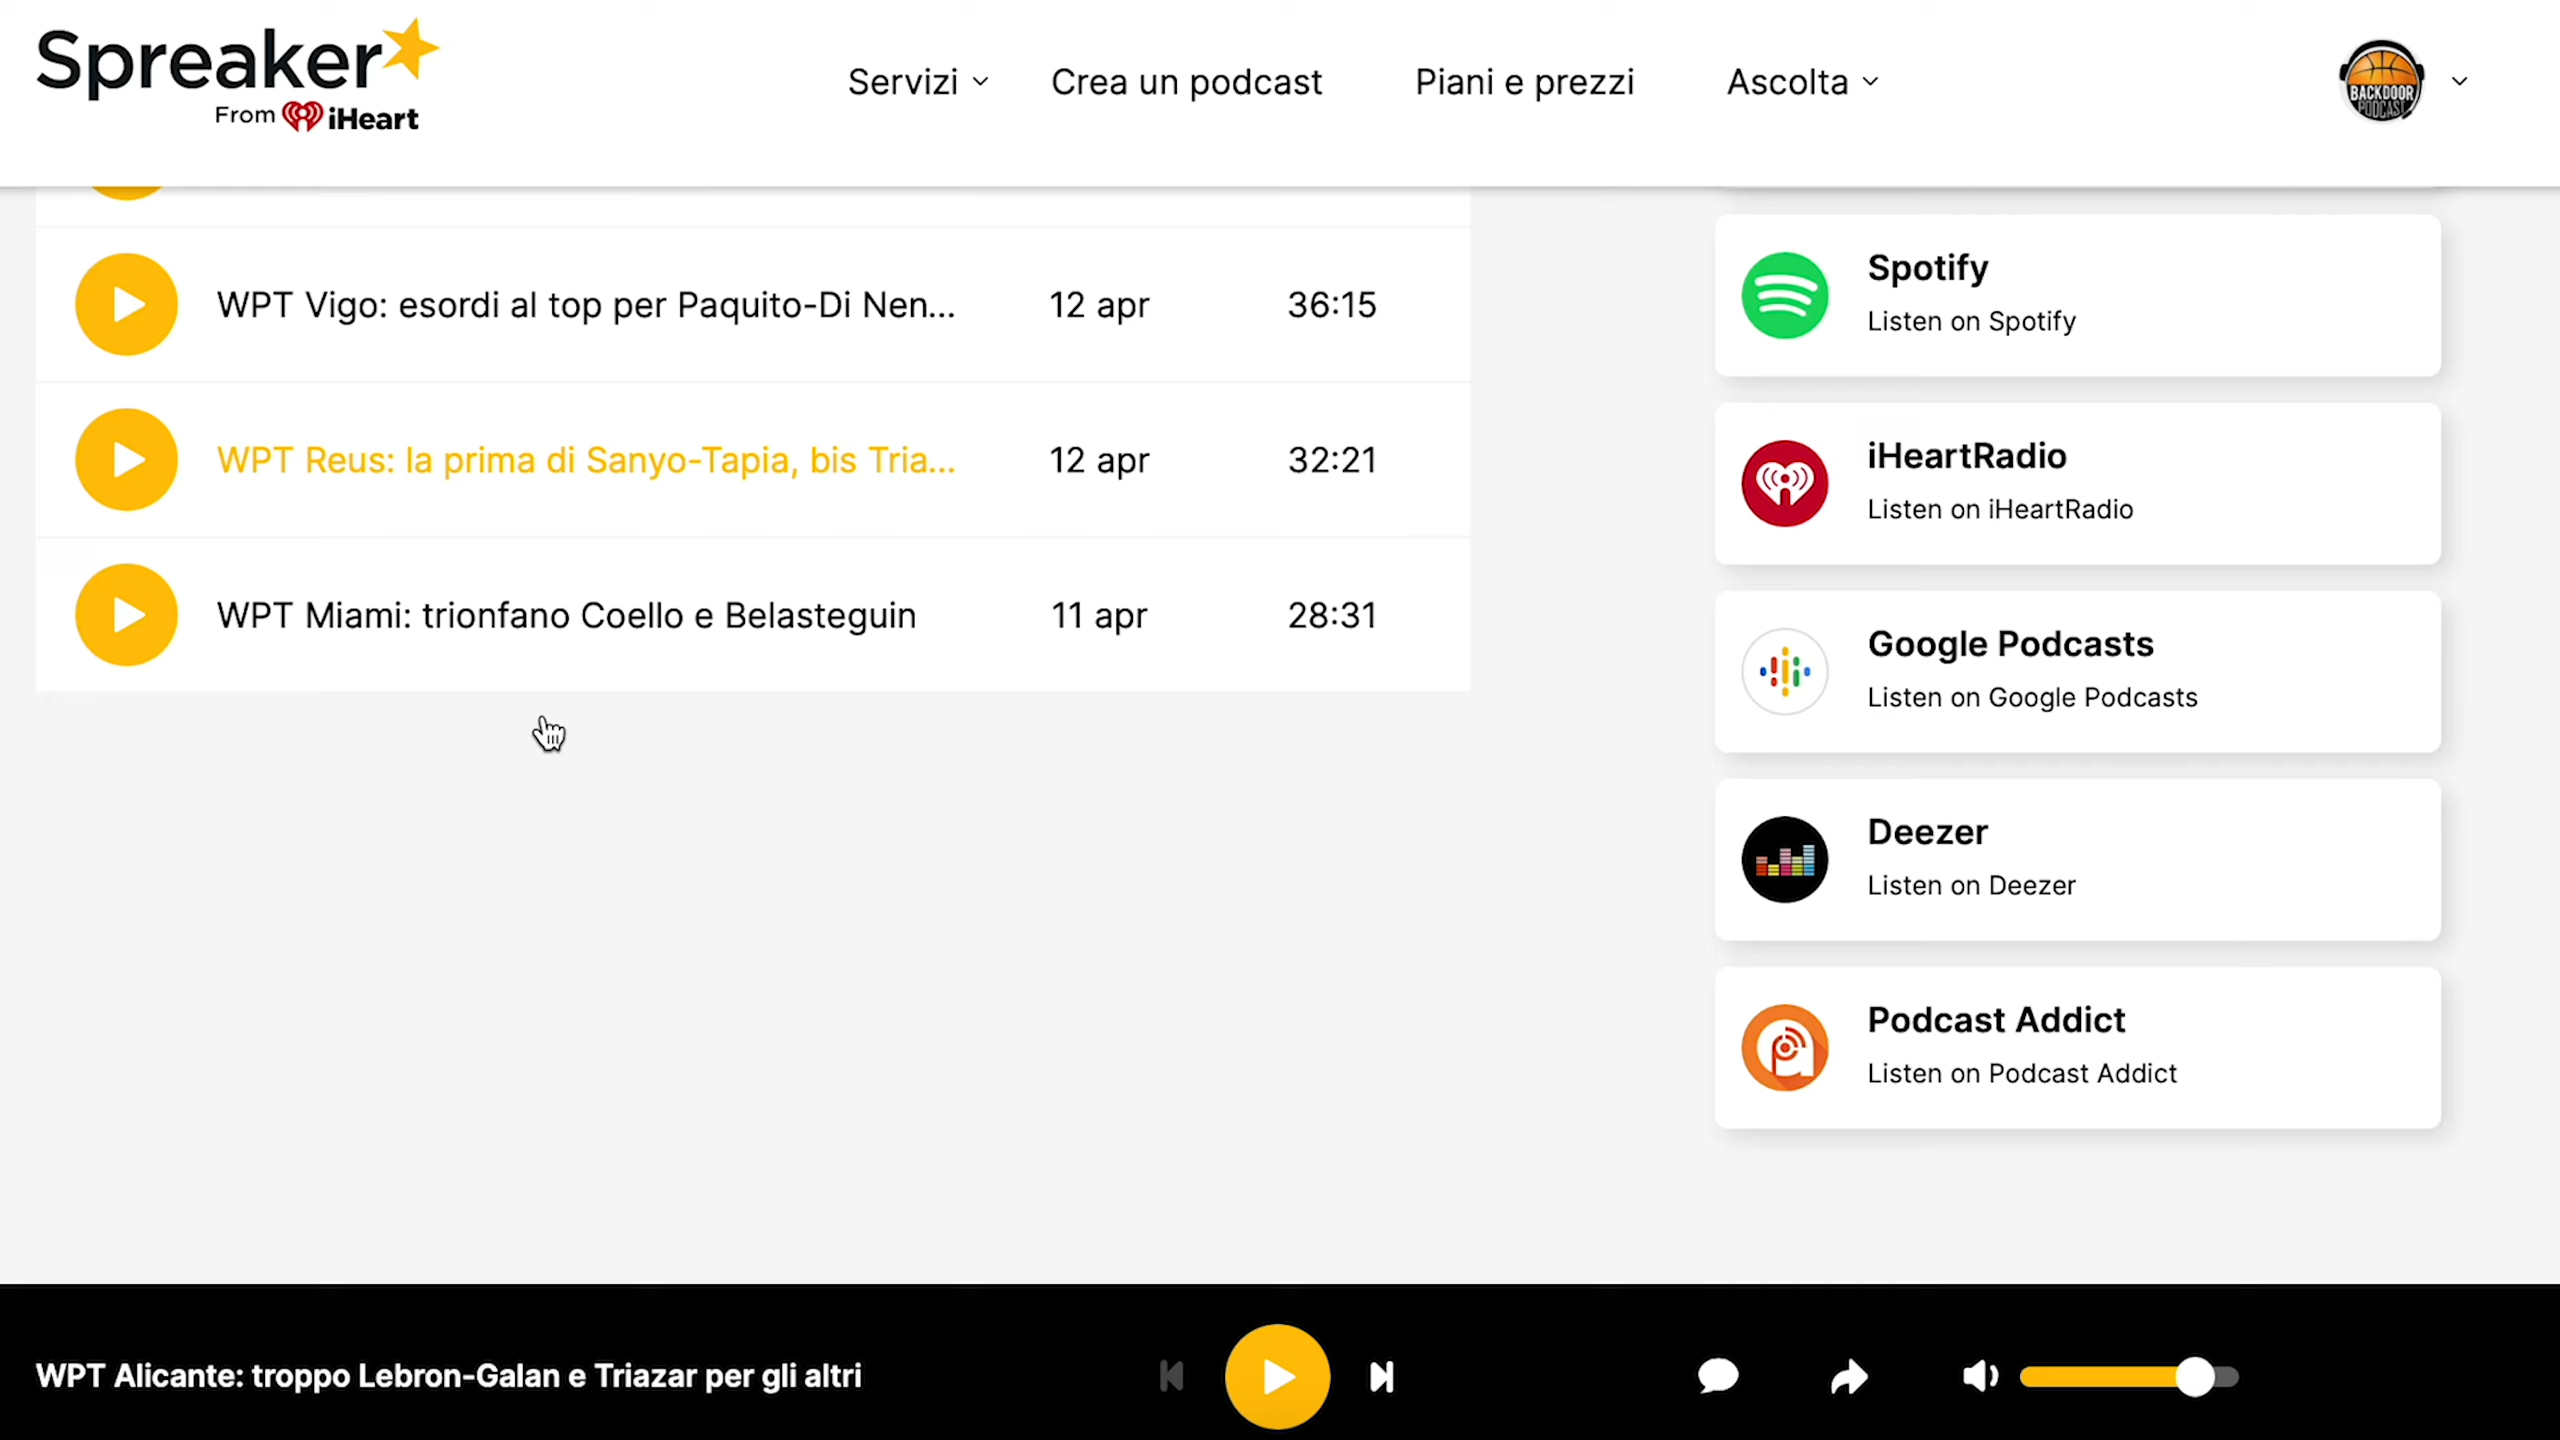 Spreaker
From iHeart
Servizi
Crea un podcast
Piani e prezzi
Ascolta
BACKDOOR
PODCAST
WPT Vigo: esordi al top per Paquito-Di Nen...
12 apr
36:15
WPT Reus: la prima di Sanyo-Tapia, bis Tria...
12 apr
32:21
WPT Miami: trionfano Coello e Belasteguin
11 apr
28:31
Spotify
Listen on Spotify
iHeartRadio
Listen on iHeartRadio
Google Podcasts
Listen on Google Podcasts
Deezer
Listen on Deezer
Podcast Addict
Listen on Podcast Addict
WPT Alicante: troppo Lebron-Galan e Triazar per gli altri